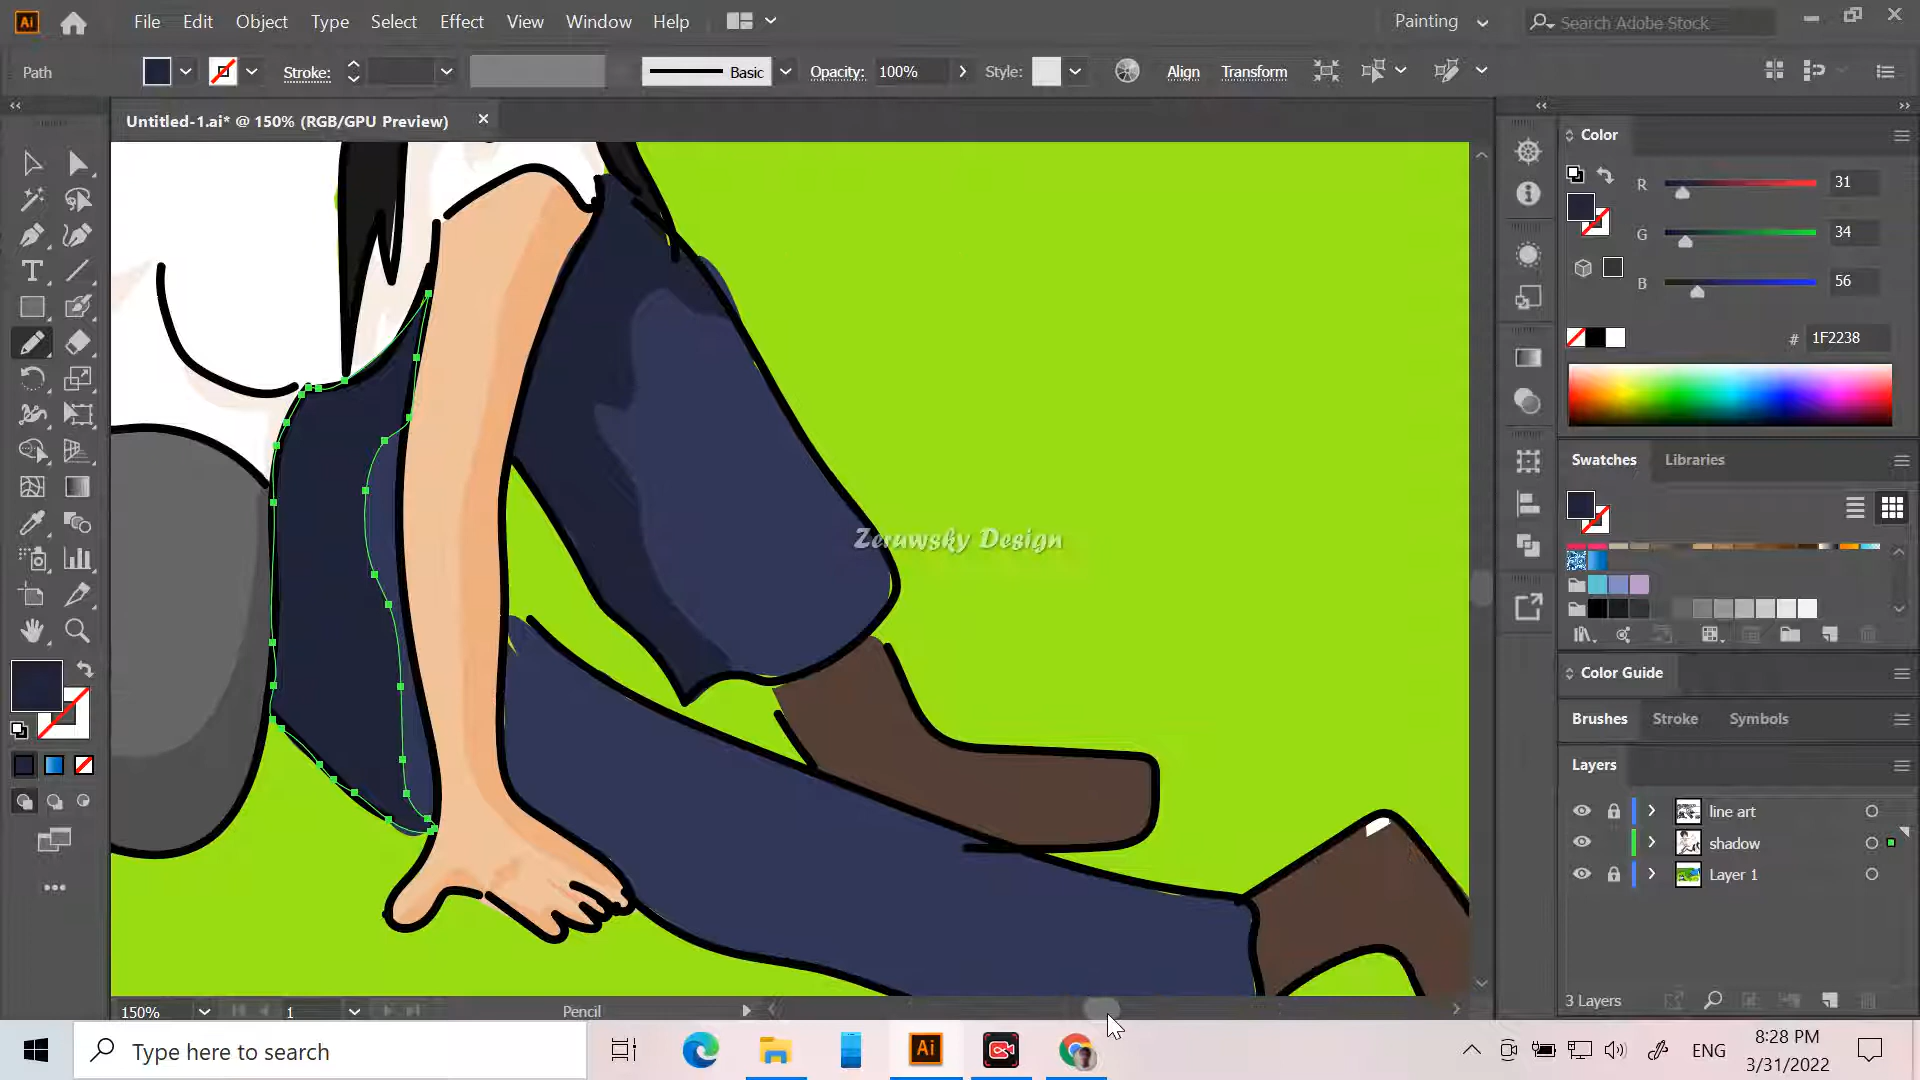 Ai
File Edit Object Type Select Effect View Window Help
Painting
Search Adobe Stock
Path
Stroke:
Basic
Opacity: 100%
Style:
Align
Transform
Untitled-1.ai* @ 150% (RGB/GPU Preview)
Color
R 31
G 34
B 56
# 1F2238
Swatches Libraries
Zeruwsky Design
Color Guide
Brushes Stroke Symbols
Layers
line art
shadow
Layer 1
3 Layers
150%
1
Pencil
Type here to search
Ai
ENG
8:28 PM
3/31/2022